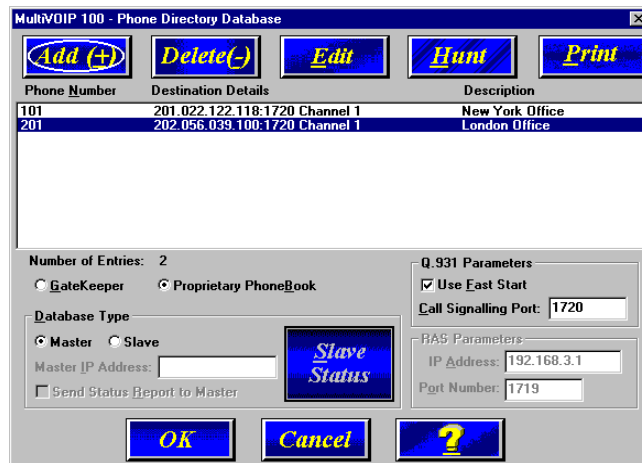 MultiVOIP 100 - Phone Directory Database
Add (+) Delete(-) Edit Hunt Print
Phone Number Destination Details Description
101 201.022.122.118:1720 Channel 1 New York Office
201 202.056.039.100:1720 Channel 1 London Office
Number of Entries: 2
GateKeeper Proprietary PhoneBook
Database Type
Master Slave
Master IP Address:
Send Status Report to Master
Slave
Status
Q.931 Parameters
Use Fast Start
Call Signalling Port: 1720
RAS Parameters
IP Address: 192.168.3.1
Port Number: 1719
OK Cancel ?